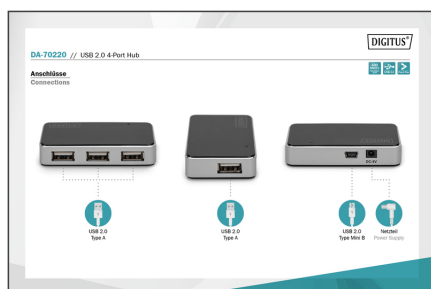 DIGITUS®
DA-70220 // USB 2.0 4-Port Hub
Anschlüsse
Connections
DC-5V
USB 2.0
Type A
USB 2.0
Type A
USB 2.0
Type Mini B
Netzteil
Power Supply